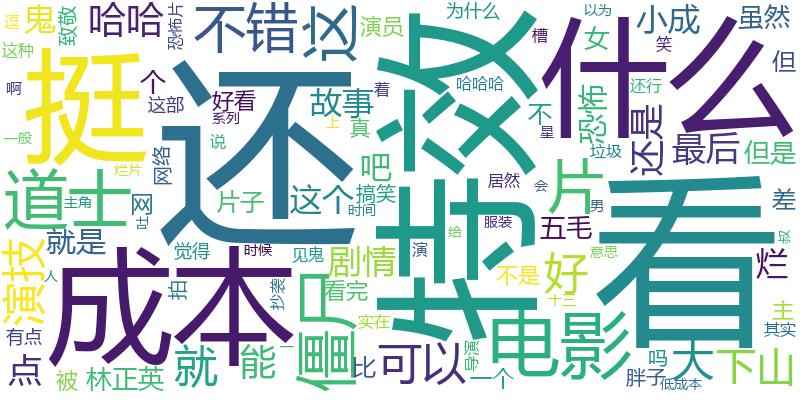 逗
鬼
致敬
哈哈
恐怖片
不错
这
演员
为什么
以为
小成
虽然
这种
挺
还
特效
什么
槽
女
笑
但
啊
个
这部
好看
系列
故事
着
真
哈哈哈
不
星
恐怖
还行
还是
最后
但是
一般
烂片
网络
说
上
吧
垃圾
道士
主角
吐
网
片子
这个
搞笑
时间
居然
会
片
男
看
差
就是
觉得
时候
见鬼
演
给
服装
五毛
意思
叔
演技
人
成本
拍
抄袭
僵尸
剧情
看完
实在
不是
好
十三
烂
主
其实
有点
点
被
林正英
就
能
一
比
可以
导演
一个
电影
胖子
吗
大
低成本
下山